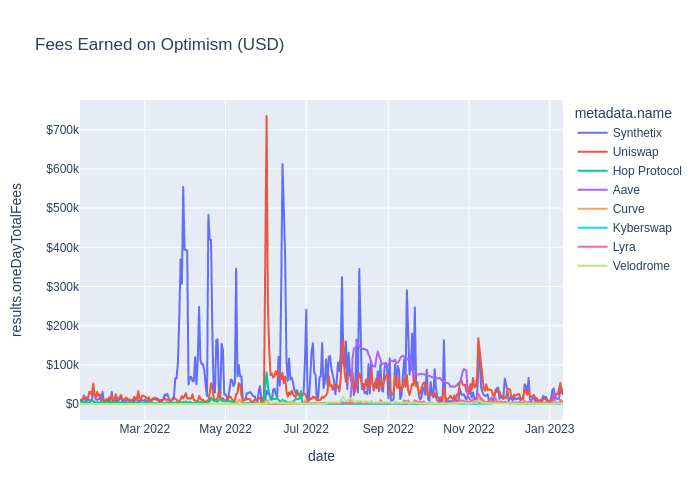 Fees Earned on Optimism (USD)
metadata.name
Synthetix
Uniswap
Hop Protocol
Aave
Curve
Kyberswap
Lyra
Velodrome
results.oneDayTotalFees
$700k
$600k
$500k
$400k
$300k
$200k
$100k
$0
Mar 2022
May 2022
Jul 2022
Sep 2022
Nov 2022
Jan 2023
date